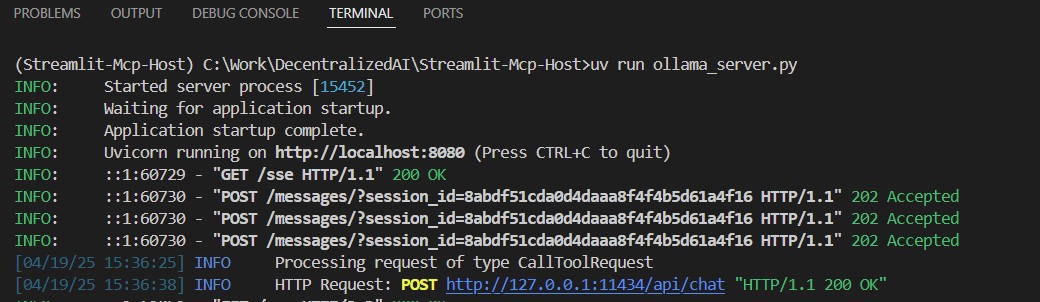 PROBLEMS OUTPUT DEBUG CONSOLE TERMINAL PORTS
(Streamlit-Mcp-Host) C:\Work\DecentralizedAI\Streamlit-Mcp-Host>uv run ollama_server.py
INFO: Started server process [15452]
INFO: Waiting for application startup.
INFO: Application startup complete.
INFO: Uvicorn running on http://localhost:8080 (Press CTRL+C to quit)
INFO: ::1:60729 - "GET /sse HTTP/1.1" 200 OK
INFO: ::1:60730 - "POST /messages/?session_id=8abdf51cda0d4daaa8f4f4b5d61a4f16 HTTP/1.1" 202 Accepted
INFO: ::1:60730 - "POST /messages/?session_id=8abdf51cda0d4daaa8f4f4b5d61a4f16 HTTP/1.1" 202 Accepted
INFO: ::1:60730 - "POST /messages/?session_id=8abdf51cda0d4daaa8f4f4b5d61a4f16 HTTP/1.1" 202 Accepted
[04/19/25 15:36:25] INFO Processing request of type CallToolRequest
[04/19/25 15:36:38] INFO HTTP Request: POST http://127.0.0.1:11434/api/chat "HTTP/1.1 200 OK"